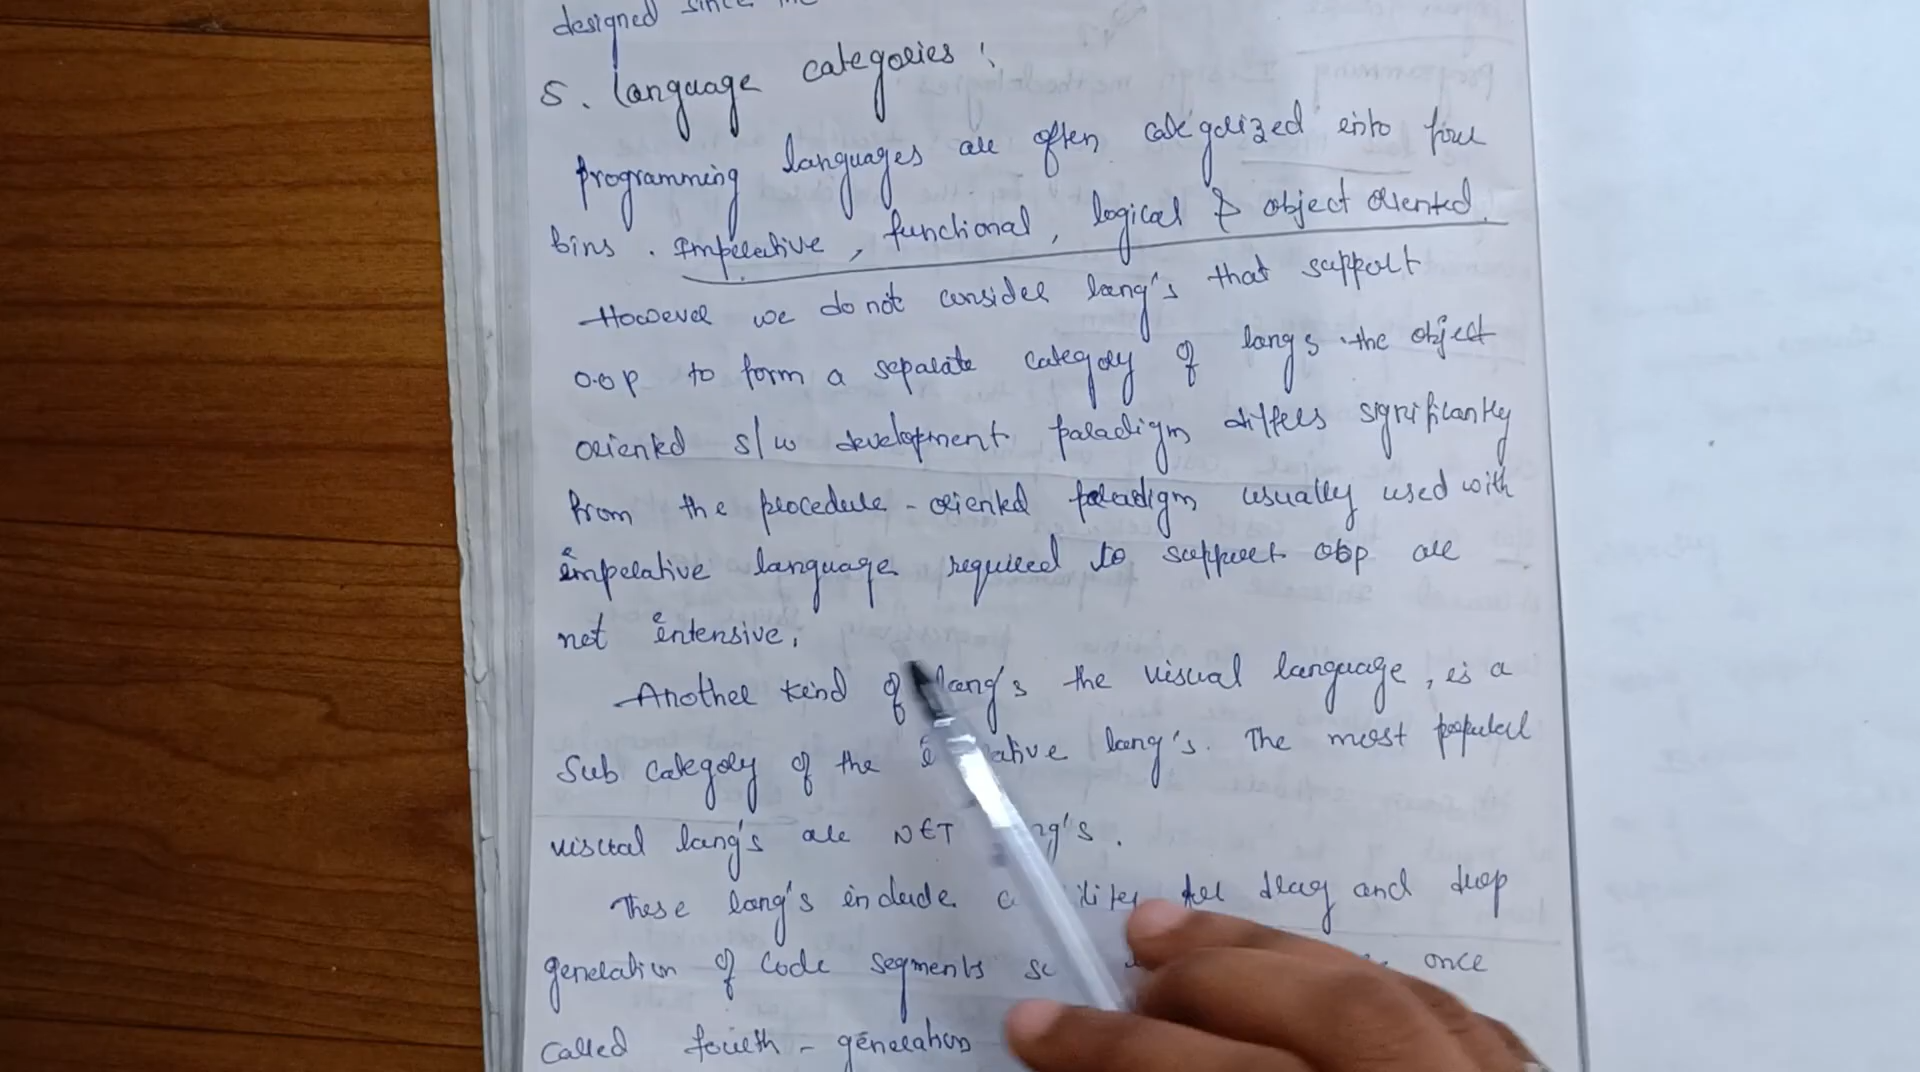 designed since the
5. Language categories :
programming languages are often categorized into four
bins. Imperative, functional, logical & object oriented.
However we do not consider lang's that support
o.o p to form a separate category of langs the object
oriented s/w development paradigm differs significantly
from the procedure - oriented paradigm usually used with
imperative language required to support oop are
not intensive.
Another kind of lang's the visual language, is a
Sub category of the lang's. The most popular
visual lang's are NET
These lang's include for drag and drop
generation of code segments once
called fourth - generation